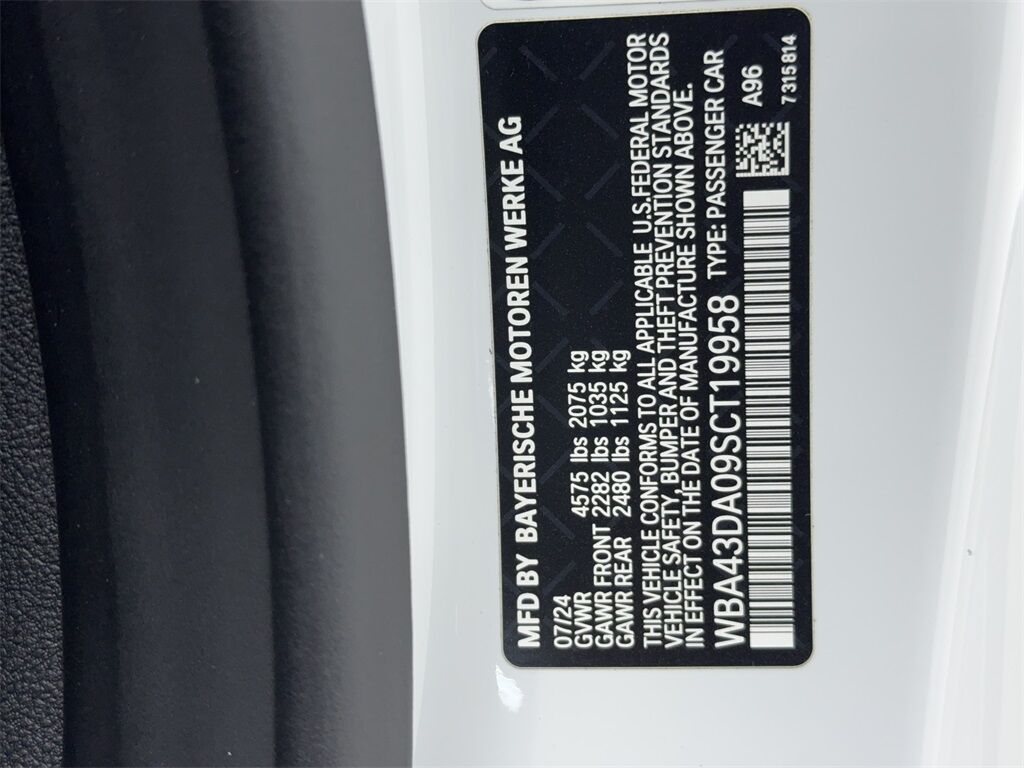 MFD BY BAYERISCHE MOTOREN WERKE AG
07/24
GVWR 4575 lbs 2075 kg
GAWR FRONT 2282 lbs 1035 kg
GAWR REAR 2480 lbs 1125 kg
THIS VEHICLE CONFORMS TO ALL APPLICABLE U.S.FEDERAL MOTOR
VEHICLE SAFETY, BUMPER AND THEFT PREVENTION STANDARDS
IN EFFECT ON THE DATE OF MANUFACTURE SHOWN ABOVE.
WBA43DA09SCT19958 TYPE: PASSENGER CAR
A96
7315814